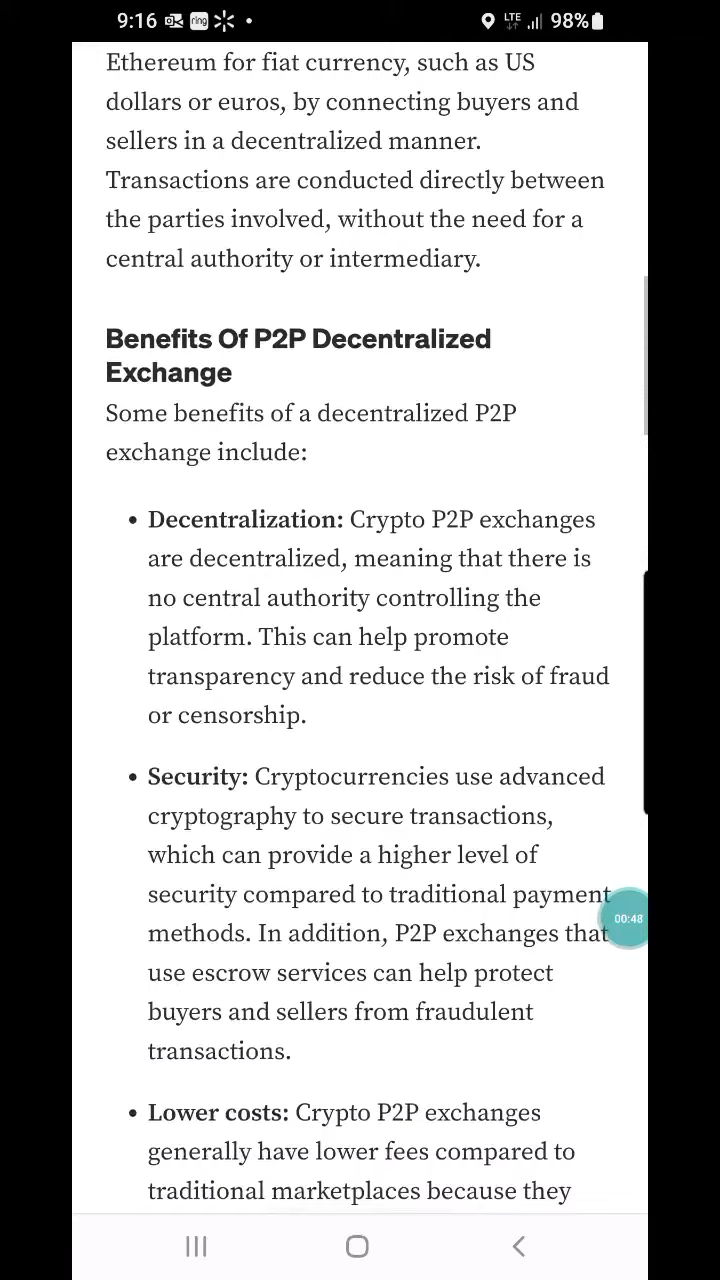 9:16
ring
LTE
98%
Ethereum for fiat currency, such as US
dollars or euros, by connecting buyers and
sellers in a decentralized manner.
Transactions are conducted directly between
the parties involved, without the need for a
central authority or intermediary.
Benefits Of P2P Decentralized
Exchange
Some benefits of a decentralized P2P
exchange include:
• Decentralization: Crypto P2P exchanges
are decentralized, meaning that there is
no central authority controlling the
platform. This can help promote
transparency and reduce the risk of fraud
or censorship.
• Security: Cryptocurrencies use advanced
cryptography to secure transactions,
which can provide a higher level of
security compared to traditional payment
00:48
methods. In addition, P2P exchanges that
use escrow services can help protect
buyers and sellers from fraudulent
transactions.
• Lower costs: Crypto P2P exchanges
generally have lower fees compared to
traditional marketplaces because they